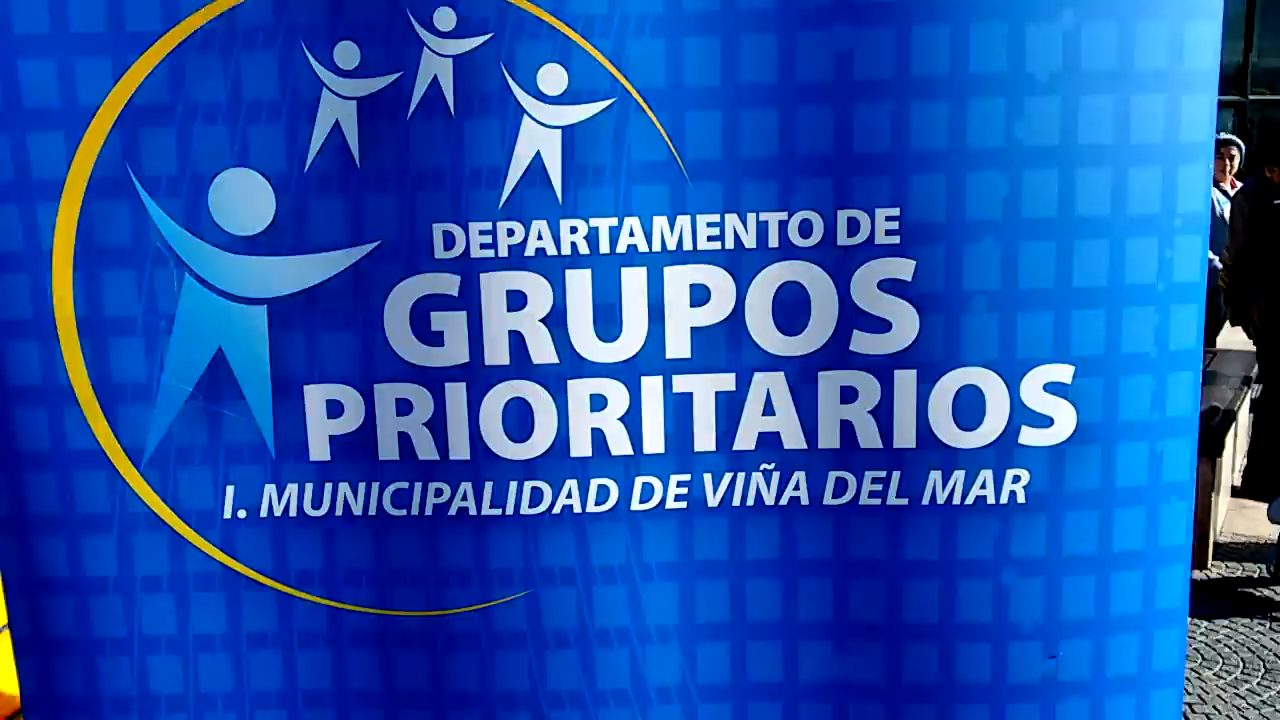 DEPARTAMENTO DE
GRUPOS
PRIORITARIOS
I. MUNICIPALIDAD DE VIÑA DEL MAR